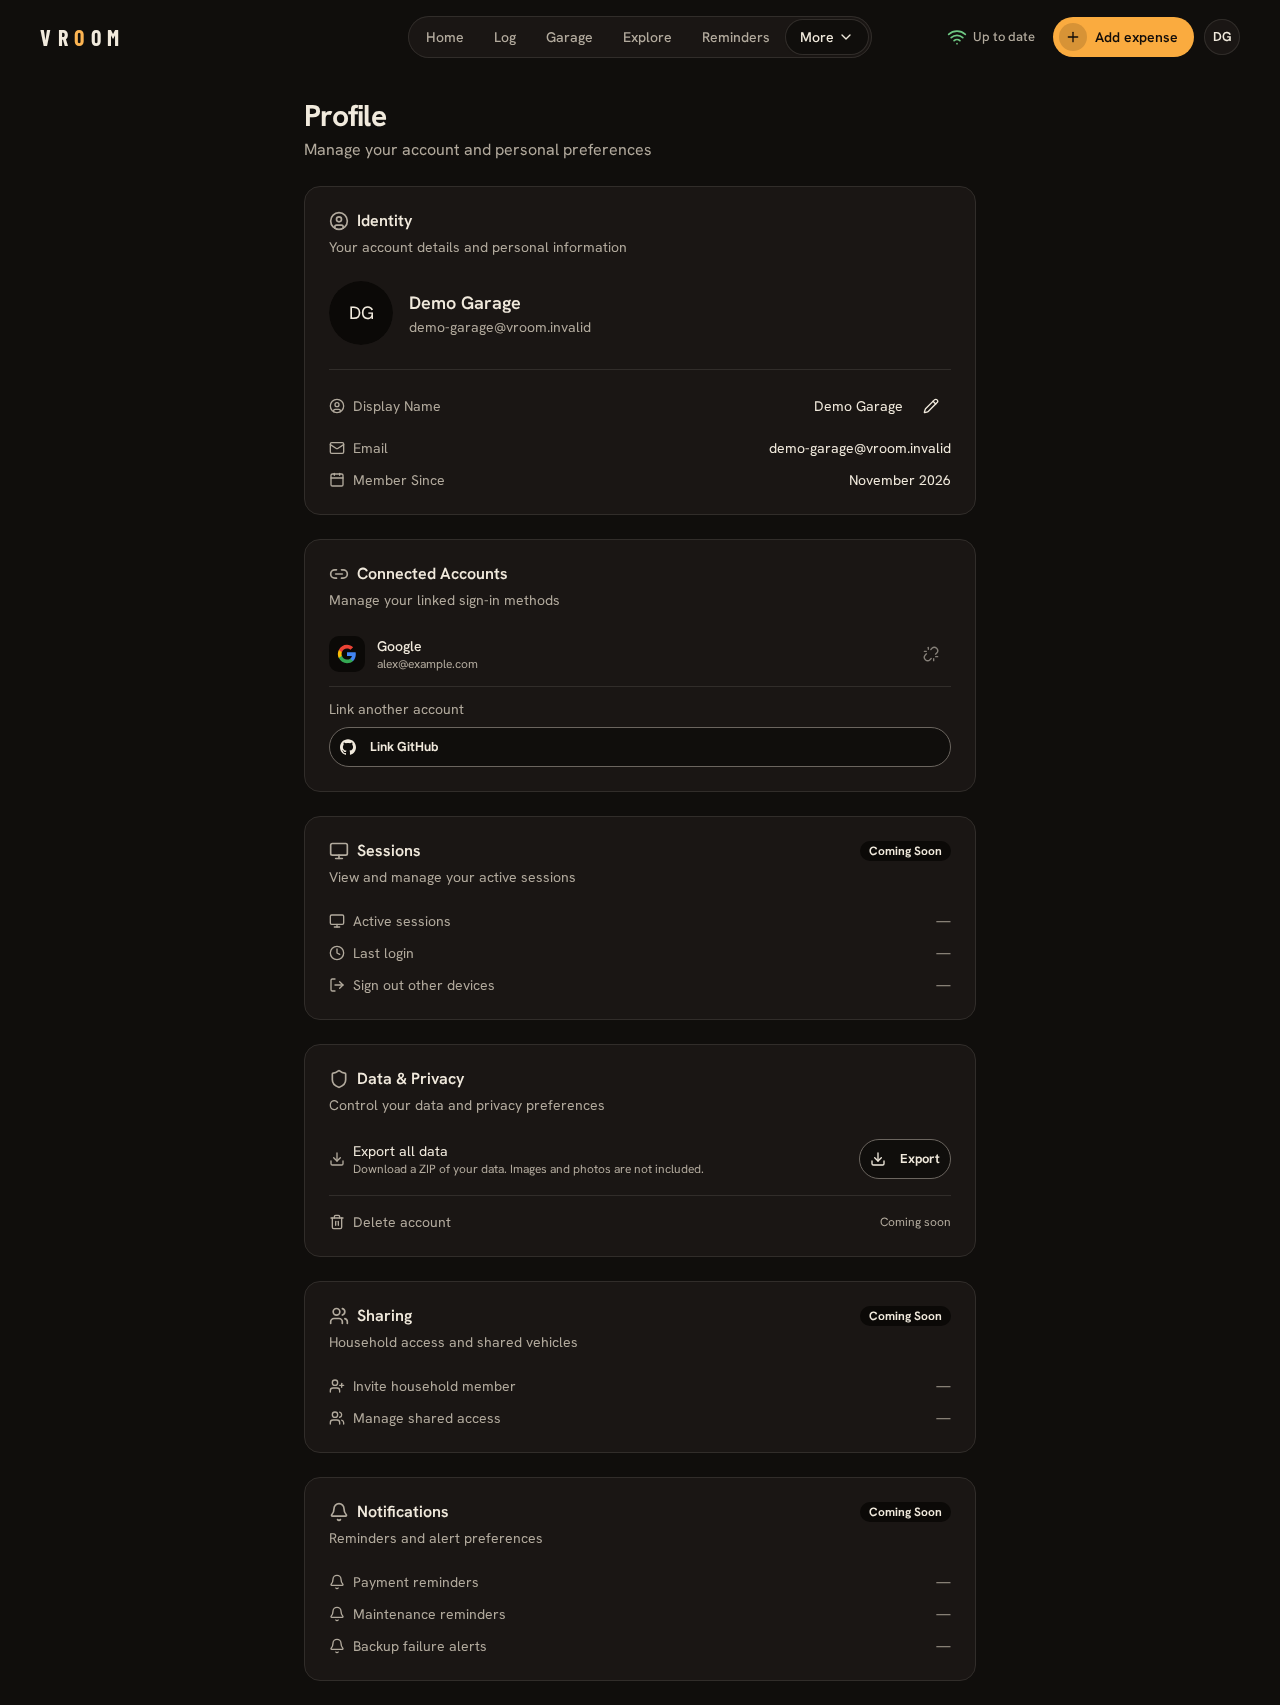 VROOM
Home Log Garage Explore Reminders More
Up to date
Add expense
DG
Profile
Manage your account and personal preferences
Identity
Your account details and personal information
DG
Demo Garage
demo-garage@vroom.invalid
Display Name Demo Garage
Email demo-garage@vroom.invalid
Member Since November 2026
Connected Accounts
Manage your linked sign-in methods
Google
alex@example.com
Link another account
Link GitHub
Sessions Coming Soon
View and manage your active sessions
Active sessions —
Last login —
Sign out other devices —
Data & Privacy
Control your data and privacy preferences
Export all data
Download a ZIP of your data. Images and photos are not included.
Export
Delete account Coming soon
Sharing Coming Soon
Household access and shared vehicles
Invite household member —
Manage shared access —
Notifications Coming Soon
Reminders and alert preferences
Payment reminders —
Maintenance reminders —
Backup failure alerts —